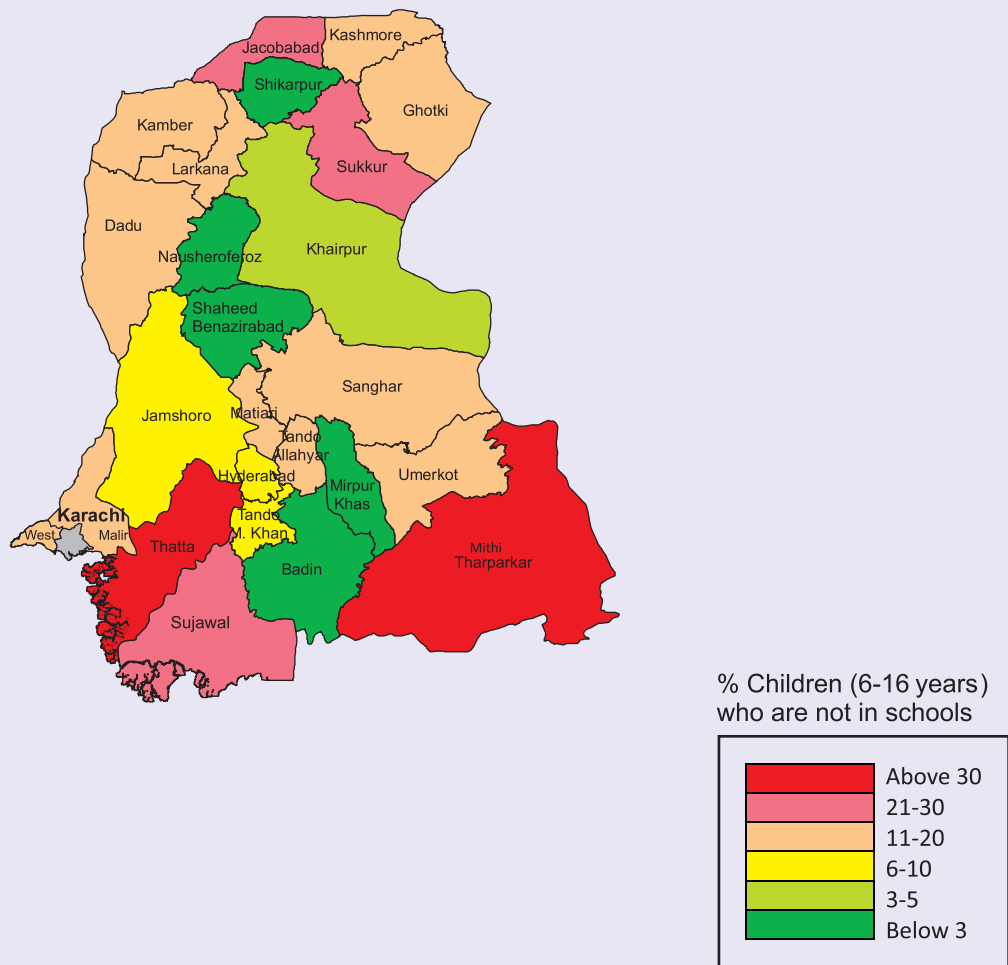 Kashmore
Jacobabad
Shikarpur
Ghotki
Kamber
Sukkur
Larkana
Dadu
Khairpur
Nausheroferoz
Shaheed
Benazirabad
Sanghar
Matiari
Jamshoro
Tando
Allahyar
Umerkot
Hyderabad
Mirpur
Khas
Karachi
West
Malir
Tando
M. Khan
Thatta
Mithi
Tharparkar
Badin
Sujawal
% Children (6-16 years)
who are not in schools
Above 30
21-30
11-20
6-10
3-5
Below 3